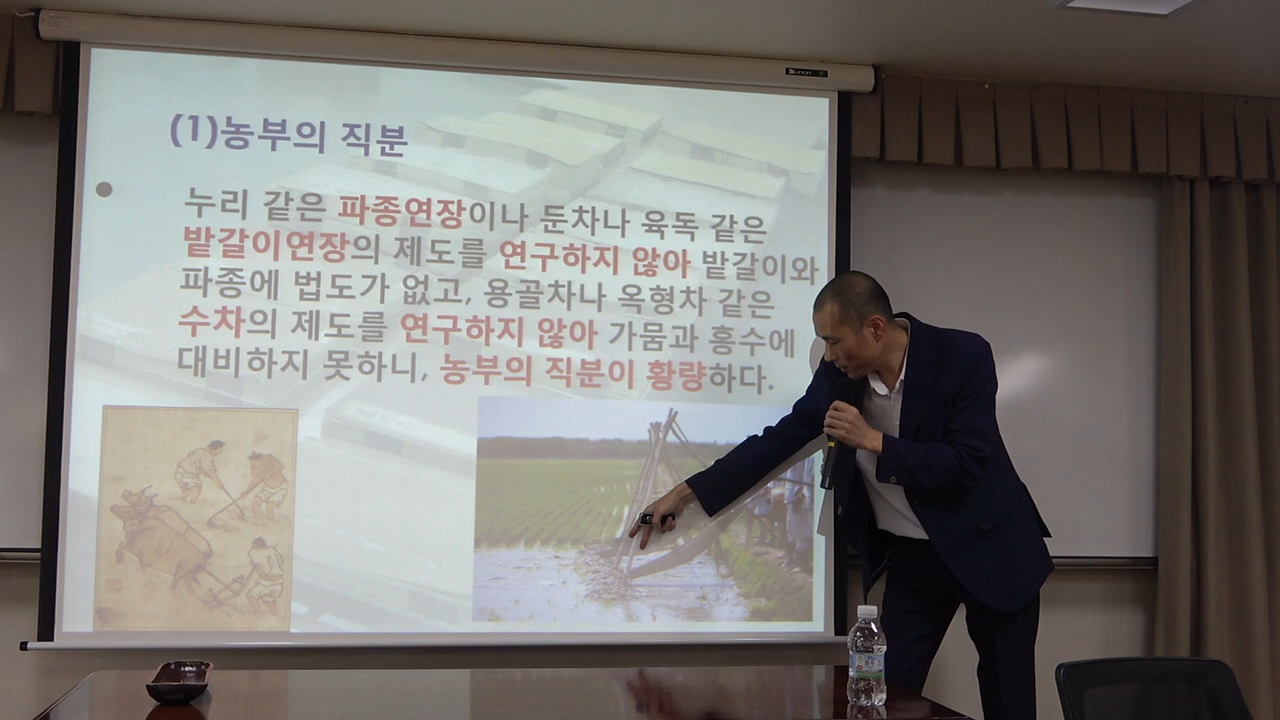 (1)농부의 직분
누리 같은 파종연장이나 둔차나 육독 같은
밭갈이연장의 제도를 연구하지 않아 밭갈이와
파종에 법도가 없고, 용골차나 옥형차 같은
수차의 제도를 연구하지 않아 가뭄과 홍수에
대비하지 못하니, 농부의 직분이 황량하다.